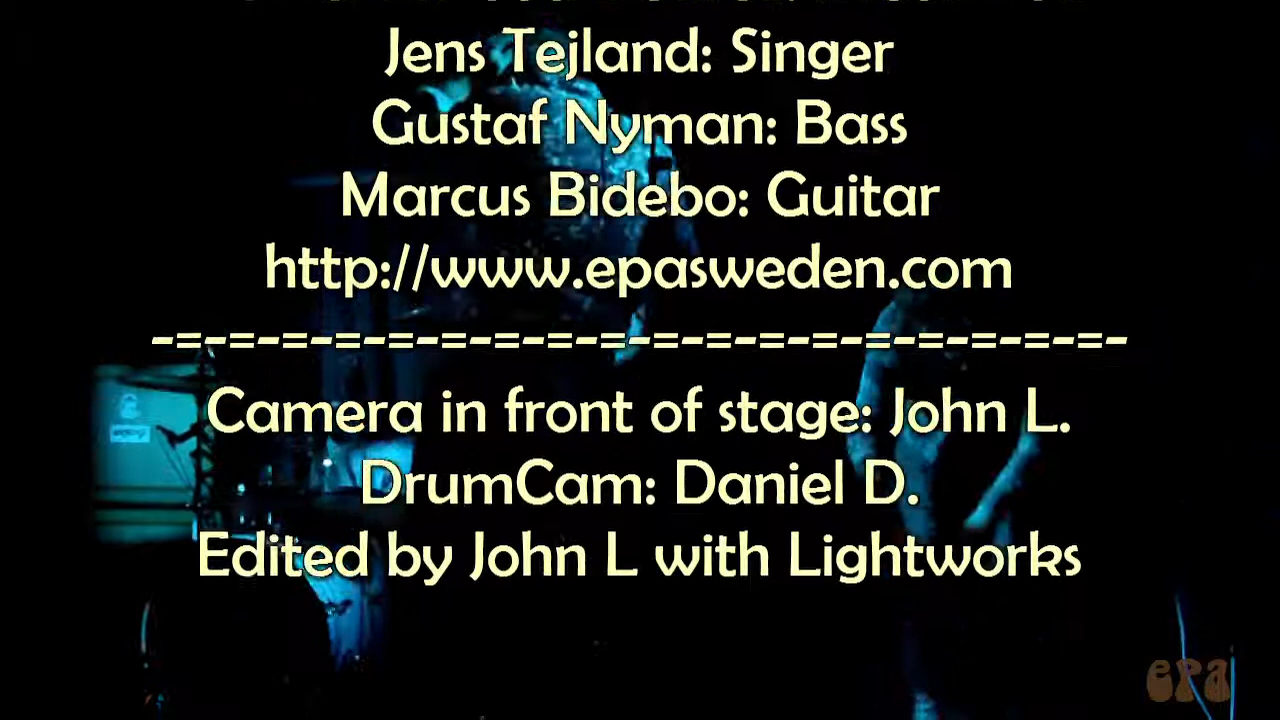 Jens Tejland: Singer
Gustaf Nyman: Bass
Marcus Bidebo: Guitar
http://www.epasweden.com
-=-=-=-=-=-=-=-=-=-=-=-=-=-=-=-=-=-=-
Camera in front of stage: John L.
DrumCam: Daniel D.
Edited by John L with Lightworks
epa